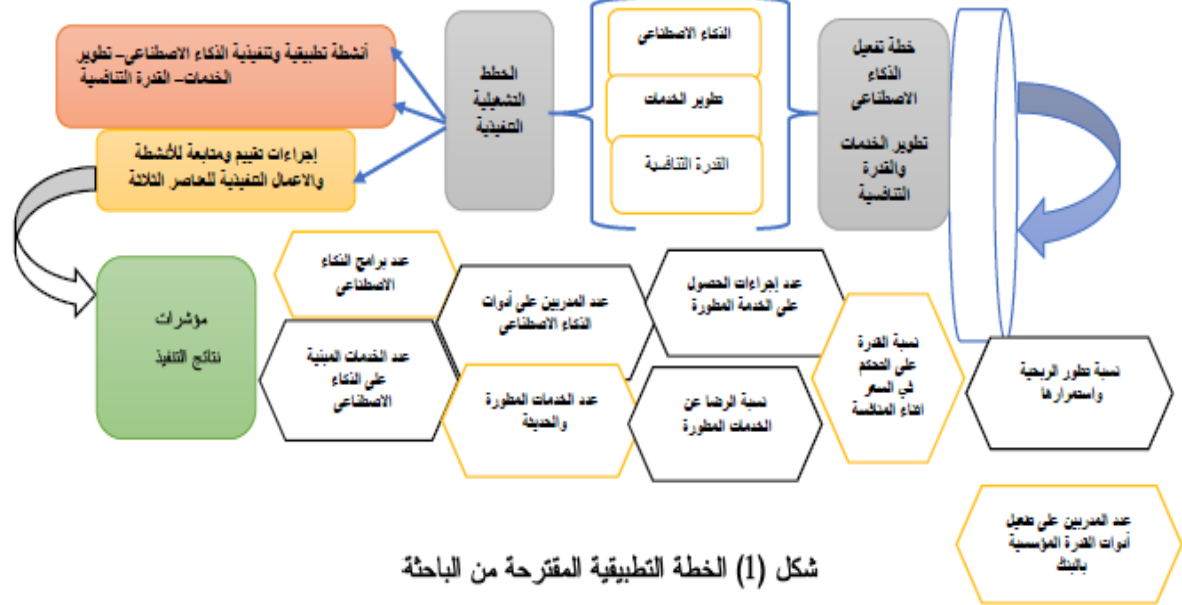 خطة تفعيل
الذكاء
الاصطناعي
تطوير الخدمات
والقدرة
التنافسية
الذكاء الاصطناعي
تطوير الخدمات
القدرة التنافسية
الخطط
التشغيلية
التنفيذية
أنشطة تطبيقية وتنفيذية الذكاء الاصطناعي– تطوير
الخدمات– القدرة التنافسية
إجراءات تقييم ومتابعة للأنشطة
والاعمال التنفيذية للعاصر الثلاثة
مؤشرات
نتائج التنفيذ
عدد برامج الذكاء
الاصطناعي
عدد الخدمات المبنية
على الذكاء
الاصطناعي
عدد المدربين على أدوات
الذكاء الاصطناعي
عدد الخدمات المطورة
والحديثة
عدد إجراءات الحصول
على الخدمة المطورة
نسبة الرضا عن
الخدمات المطورة
نسبة القدرة
على التحكم
في السعر
اثناء المنافسة
نسبة تطور الربحية
واستمرارها
عدد المدربين على تفعيل
أدوات القدرة المؤسسية
بالبنك
شكل (1) الخطة التطبيقية المقترحة من الباحثة